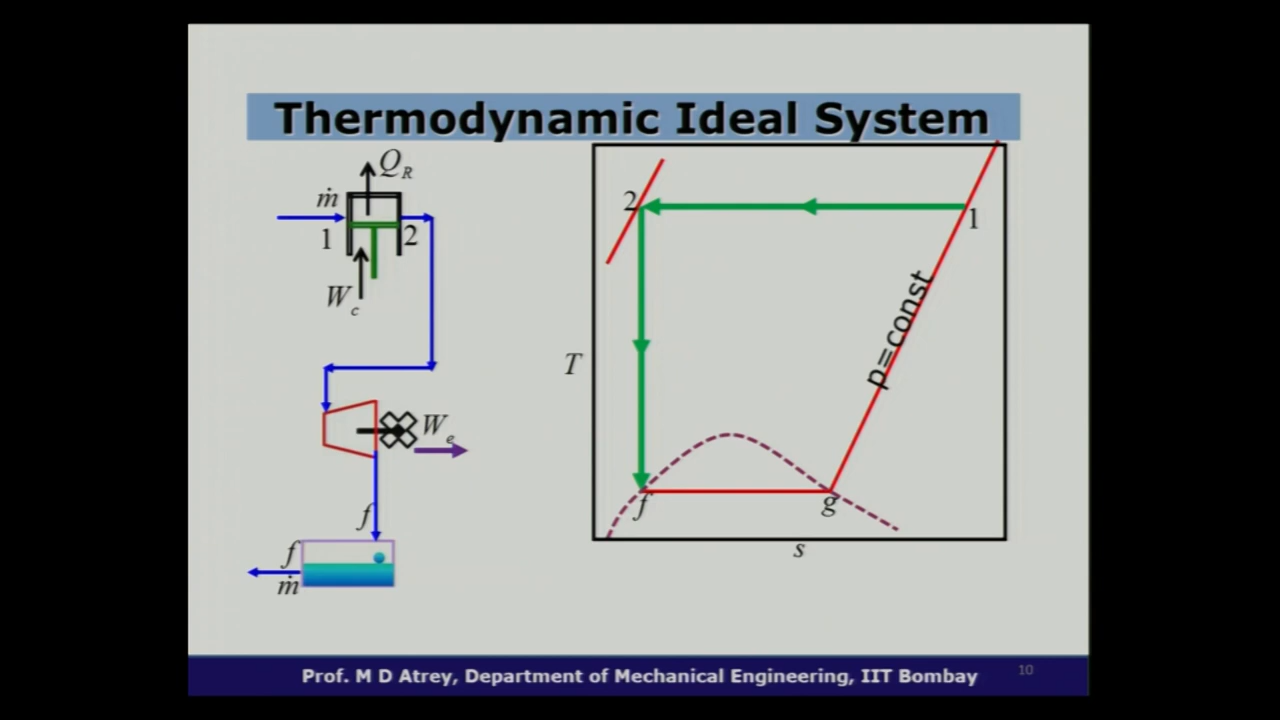 Thermodynamic Ideal System
Q_R
ṁ
1
2
W_c
W_e
f
f
ṁ
2
1
p=const
T
f
g
s
Prof. M D Atrey, Department of Mechanical Engineering, IIT Bombay
10